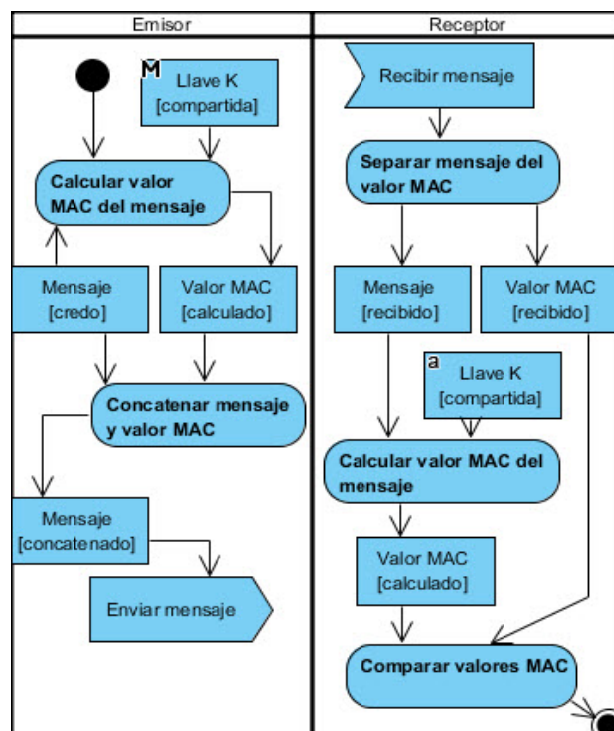 Emisor
M
Llave K
[compartida]
Calcular valor
MAC del mensaje
Mensaje
[credo]
Valor MAC
[calculado]
Concatenar mensaje
y valor MAC
Mensaje
[concatenado]
Enviar mensaje
Receptor
Recibir mensaje
Separar mensaje del
valor MAC
Mensaje
[recibido]
Valor MAC
[recibido]
a
Llave K
[compartida]
Calcular valor MAC del
mensaje
Valor MAC
[calculado]
Comparar valores MAC